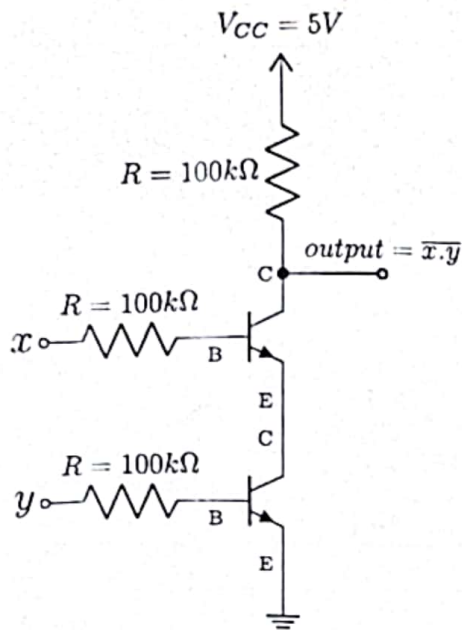 V_CC = 5V
R = 100kΩ
C
output = \overline{x.y}
R = 100kΩ
x
B
E
C
R = 100kΩ
y
B
E